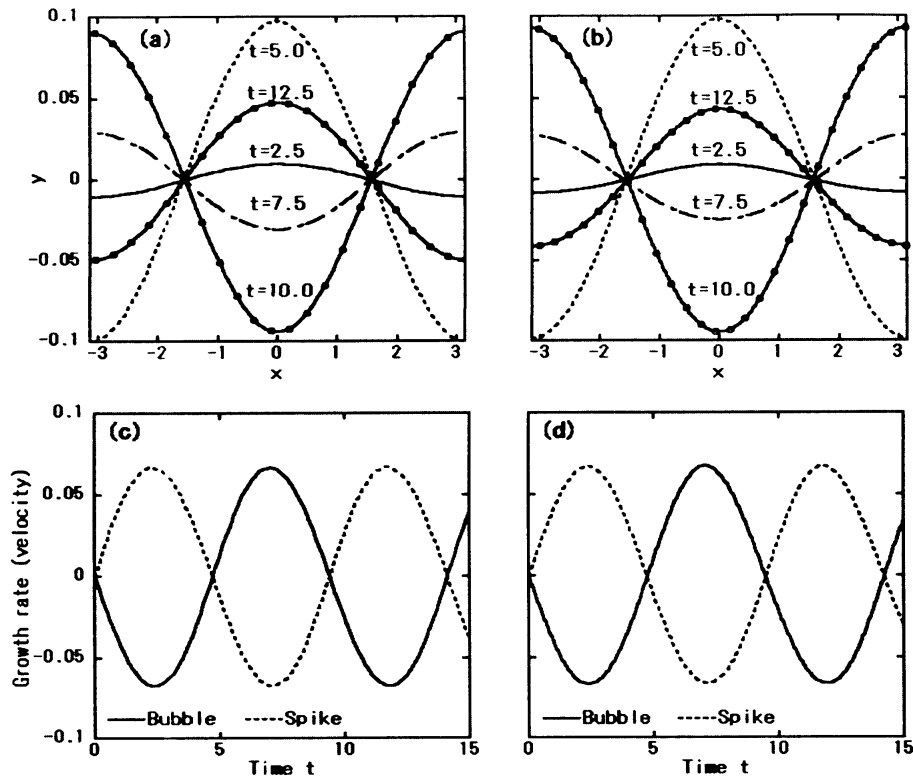 (a)
t=5.0
t=12.5
t=2.5
t=7.5
t=10.0
0.1
0.05
0
-0.05
-0.1
y
-3 -2 -1 0 1 2 3
x
(b)
t=5.0
t=12.5
t=2.5
t=7.5
t=10.0
-3 -2 -1 0 1 2 3
x
(c)
0.1
0.05
0
-0.05
-0.1
Growth rate (velocity)
Bubble Spike
0 5 10 15
Time t
(d)
Bubble Spike
0 5 10 15
Time t